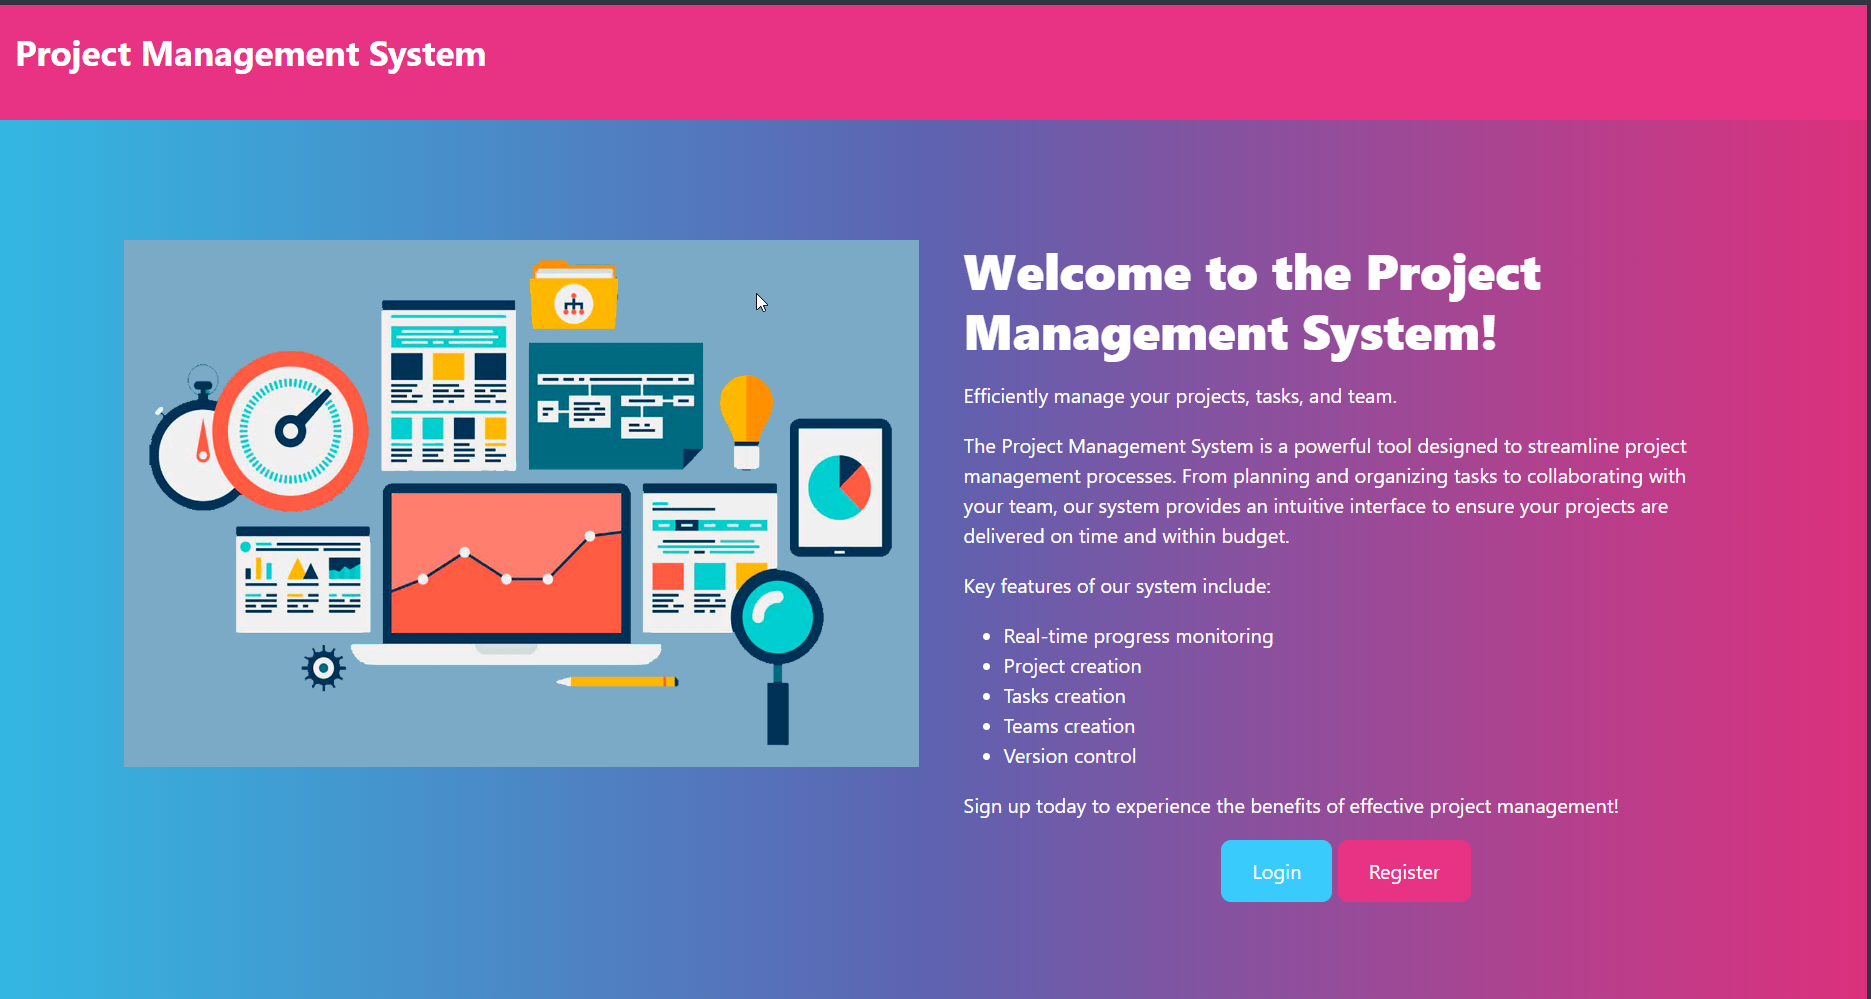 Project Management System
Welcome to the Project
Management System!
Efficiently manage your projects, tasks, and team.
The Project Management System is a powerful tool designed to streamline project
management processes. From planning and organizing tasks to collaborating with
your team, our system provides an intuitive interface to ensure your projects are
delivered on time and within budget.
Key features of our system include:
• Real-time progress monitoring
• Project creation
• Tasks creation
• Teams creation
• Version control
Sign up today to experience the benefits of effective project management!
Login
Register